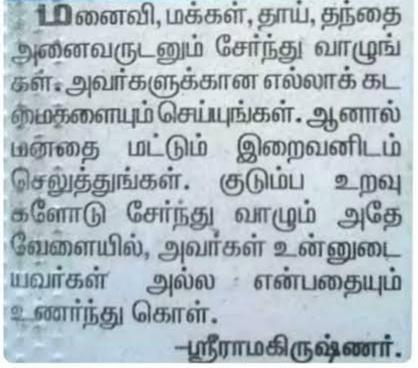 மனைவி, மக்கள், தாய், தந்தை
அனைவருடனும் சேர்ந்து வாழுங்
கள். அவர்களுக்கான எல்லாக் கட
மைகளையும் செய்யுங்கள். ஆனால்
மனதை மட்டும் இறைவனிடம்
செலுத்துங்கள். குடும்ப உறவு
களோடு சேர்ந்து வாழும் அதே
வேளையில், அவர்கள் உன்னுடை
யவர்கள் அல்ல என்பதையும்
உணர்ந்து கொள்.
–ஸ்ரீராமகிருஷ்ணர்.